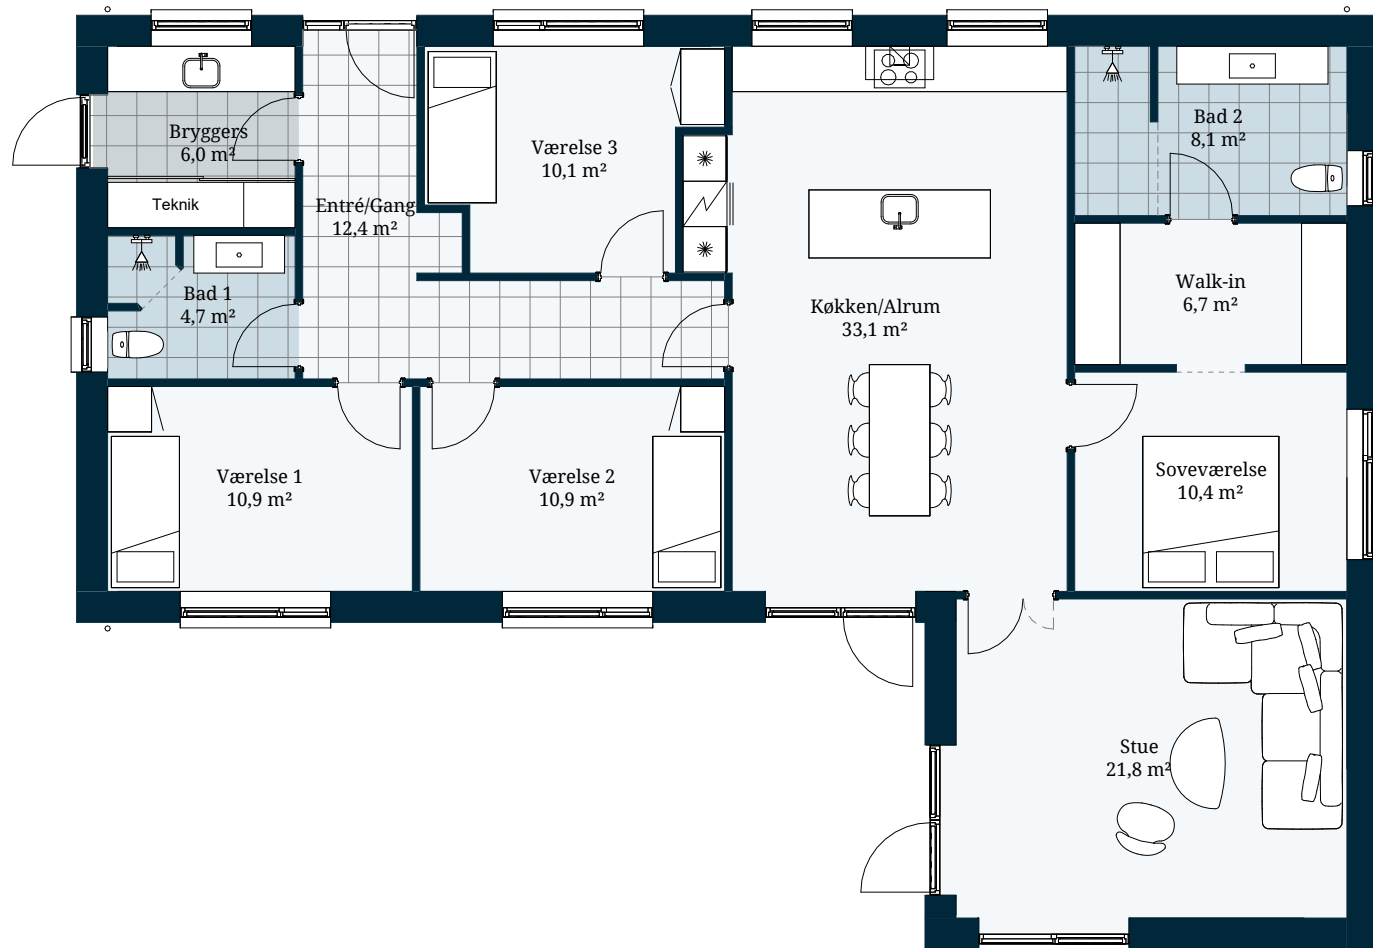 Bryggers
6,0 m²
Teknik
Entré/Gang
12,4 m²
Værelse 3
10,1 m²
Bad 2
8,1 m²
Bad 1
4,7 m²
Køkken/Alrum
33,1 m²
Walk-in
6,7 m²
Værelse 1
10,9 m²
Værelse 2
10,9 m²
Soveværelse
10,4 m²
Stue
21,8 m²